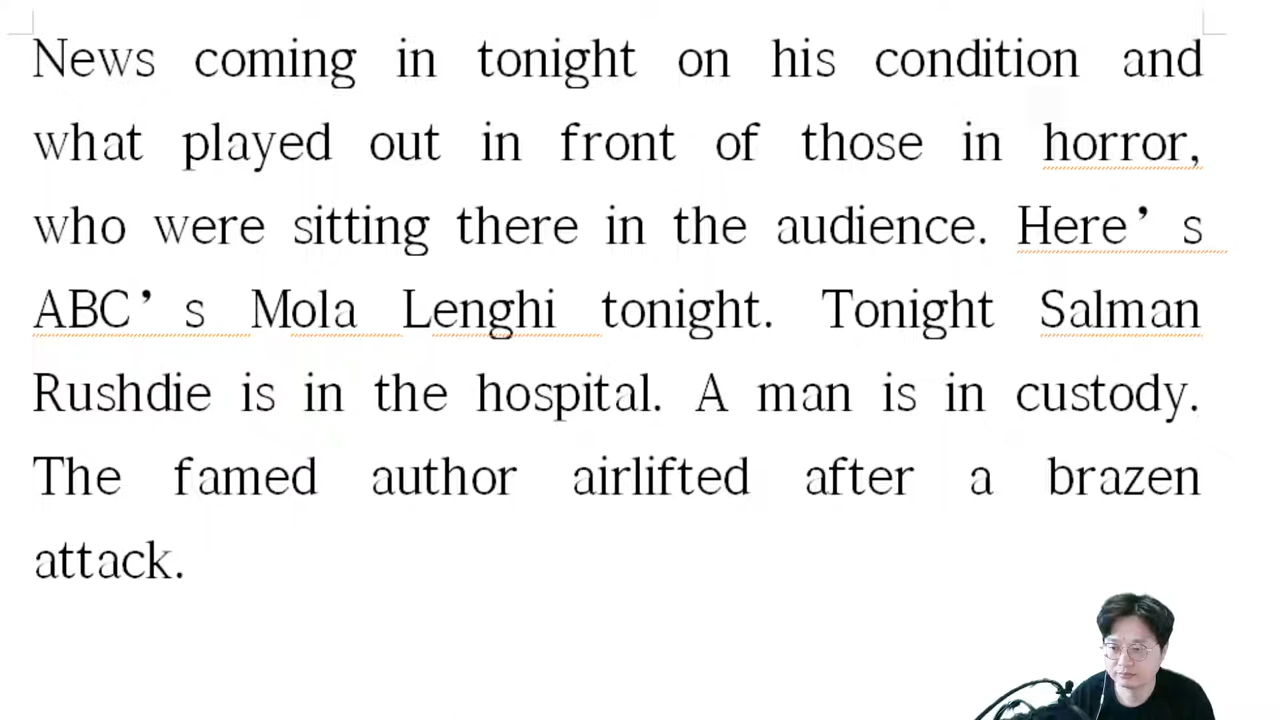 News coming in tonight on his condition and
what played out in front of those in horror,
who were sitting there in the audience. Here’s
ABC’s Mola Lenghi tonight. Tonight Salman
Rushdie is in the hospital. A man is in custody.
The famed author airlifted after a brazen
attack.